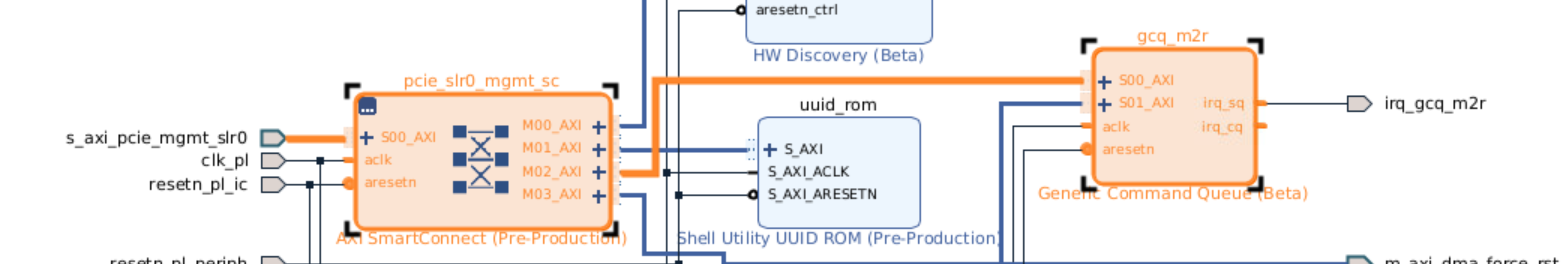 aresetn_ctrl
HW Discovery (Beta)
gcq_m2r
S00_AXI
S01_AXI
irq_sq
aclk
irq_cq
aresetn
Generic Command Queue (Beta)
irq_gcq_m2r
pcie_slr0_mgmt_sc
s_axi_pcie_mgmt_slr0
clk_pl
resetn_pl_ic
S00_AXI
aclk
aresetn
M00_AXI
M01_AXI
M02_AXI
M03_AXI
AXI SmartConnect (Pre-Production)
uuid_rom
S_AXI
S_AXI_ACLK
S_AXI_ARESETN
Shell Utility UUID ROM (Pre-Production)
resetn_pl_periph
m_axi_dma_force_rst